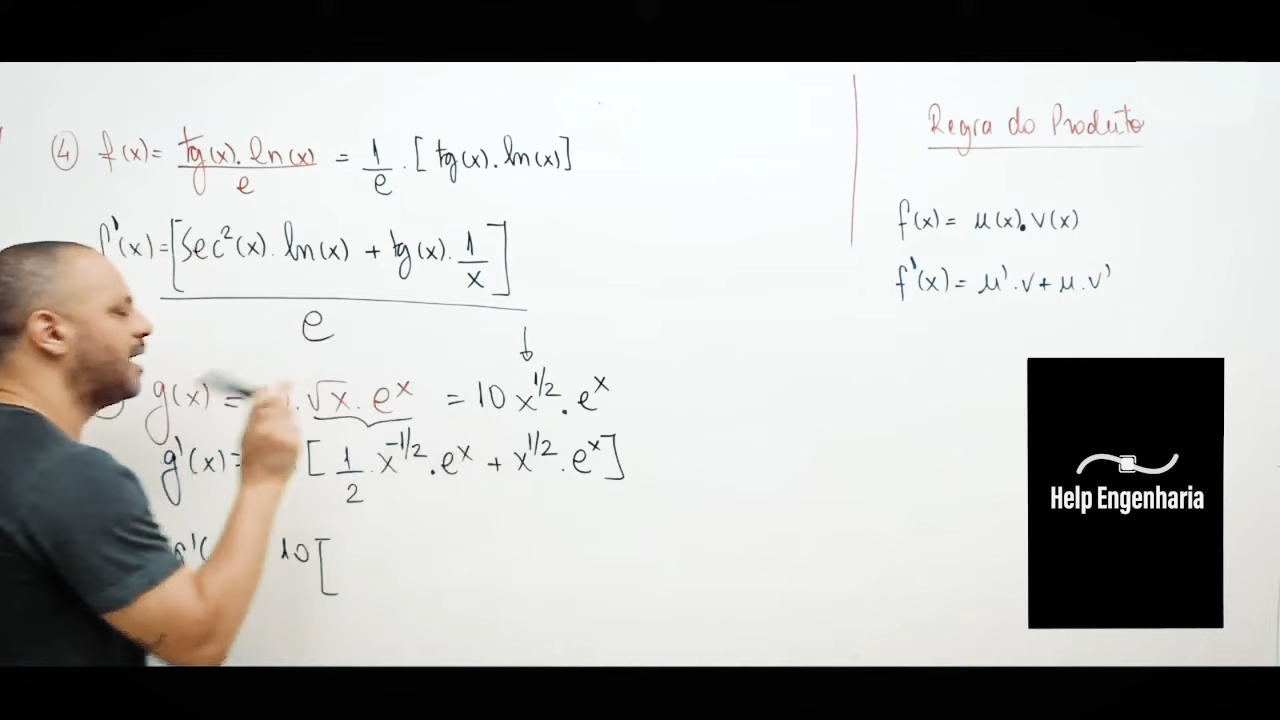 ④ f(x) = tg(x).ln(x)/e = 1/e . [tg(x).ln(x)]
f'(x) = [Sec²(x).ln(x) + tg(x).1/x]
e
g(x) = .√x.eˣ = 10x^1/2.eˣ
g'(x) = [1/2.x^-1/2.eˣ + x^1/2.eˣ]
g'( 10[
Regra do Produto
f(x) = μ(x).v(x)
f'(x) = μ'.v + μ.v'
Help Engenharia